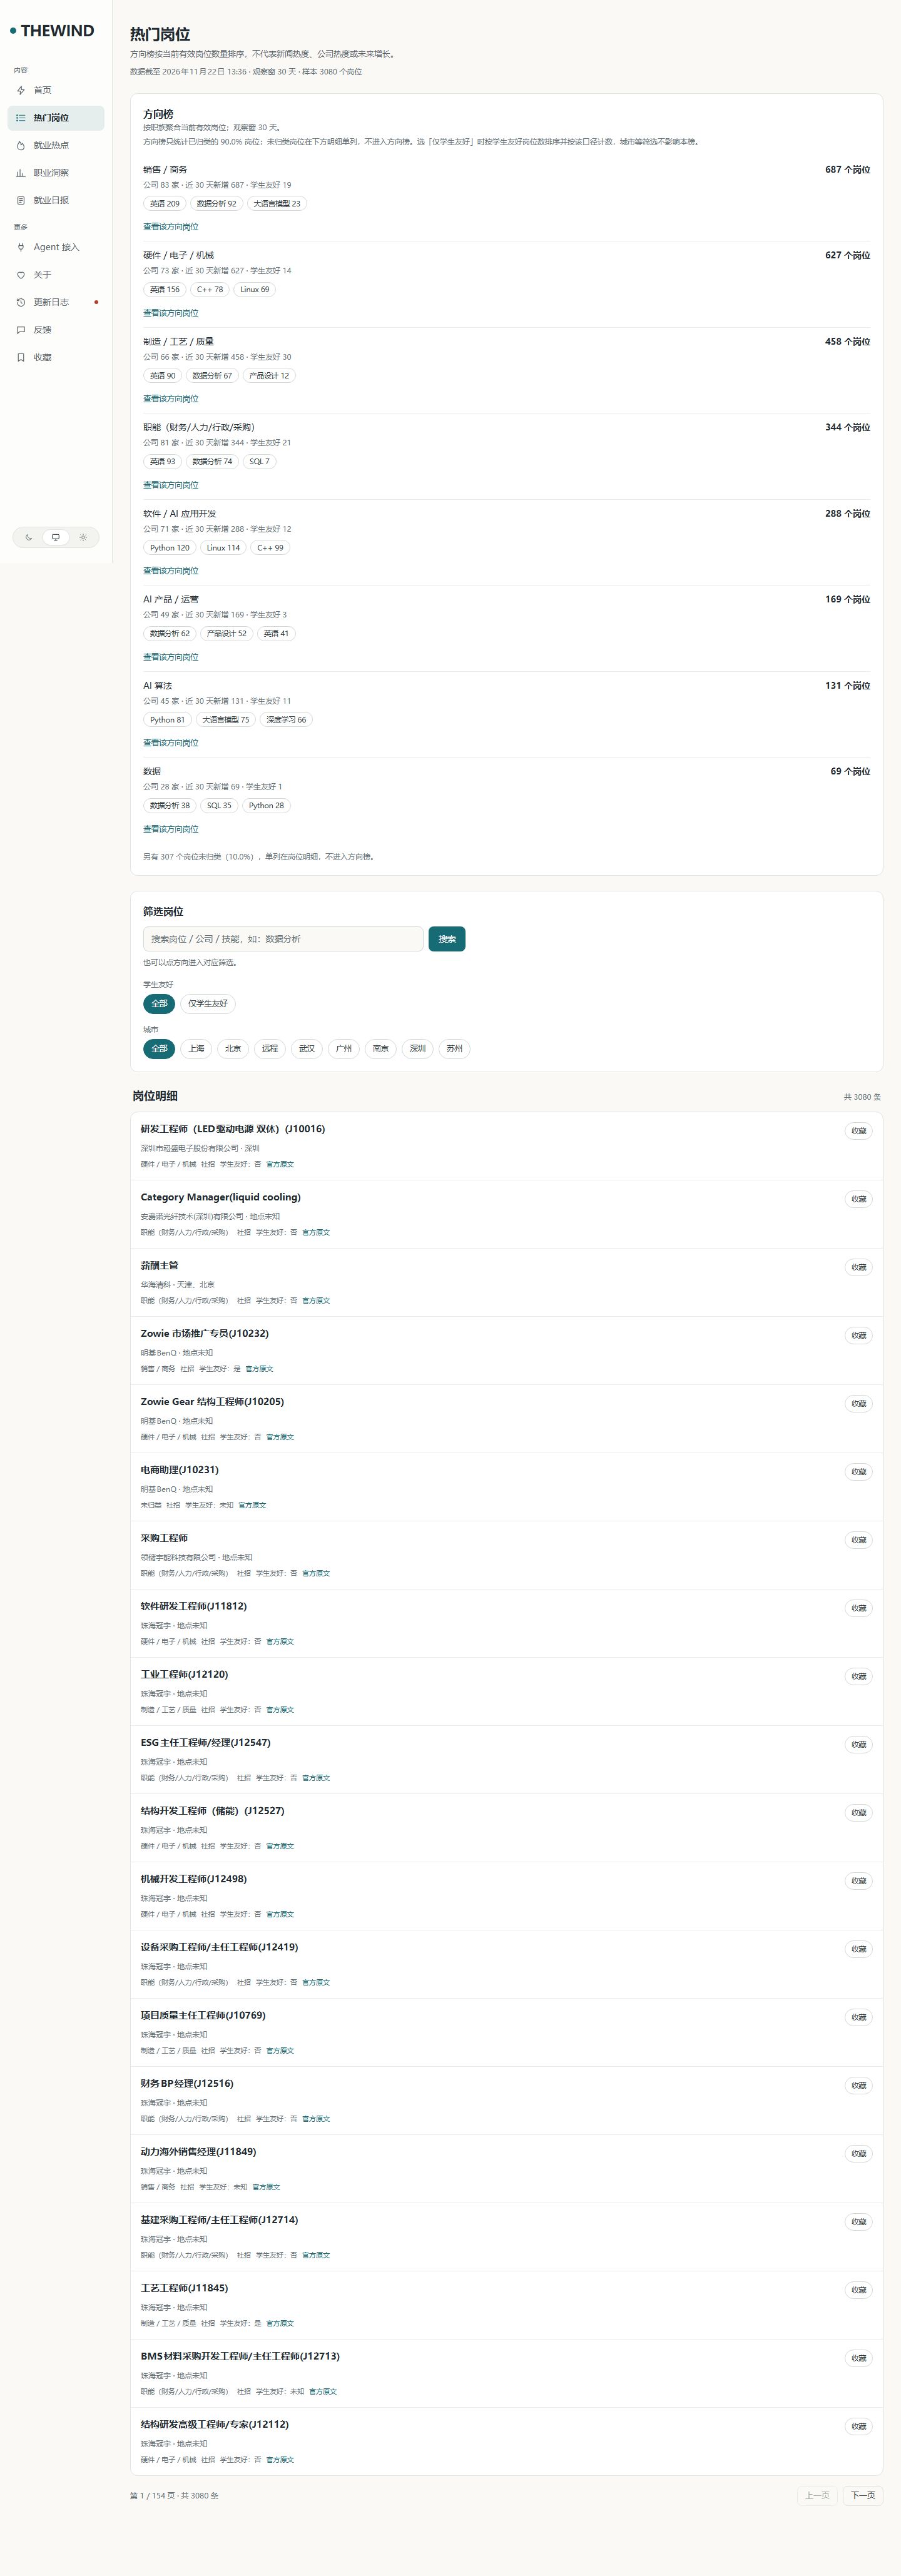 THEWIND
内容
首页
热门岗位
就业热点
职业洞察
就业日报
更多
Agent 接入
关于
更新日志
反馈
收藏
热门岗位
方向榜按当前有效岗位数量排序，不代表新闻热度、公司热度或未来增长。
数据截至 2026年11月22日 13:36 · 观察窗 30 天 · 样本 3080 个岗位
方向榜
按职族聚合当前有效岗位；观察窗 30 天。
方向榜只统计已归类的 90.0% 岗位；未归类岗位在下方明细单列，不进入方向榜。选「仅学生友好」时按学生友好岗位数排序并按该口径计数，城市等筛选不影响本榜。
销售 / 商务 687 个岗位
公司 83 家 · 近 30 天新增 687 · 学生友好 19
英语 209 数据分析 92 大语言模型 23
查看该方向岗位
硬件 / 电子 / 机械 627 个岗位
公司 73 家 · 近 30 天新增 627 · 学生友好 14
英语 156 C++ 78 Linux 69
查看该方向岗位
制造 / 工艺 / 质量 458 个岗位
公司 66 家 · 近 30 天新增 458 · 学生友好 30
英语 90 数据分析 67 产品设计 12
查看该方向岗位
职能（财务/人力/行政/采购） 344 个岗位
公司 81 家 · 近 30 天新增 344 · 学生友好 21
英语 93 数据分析 74 SQL 7
查看该方向岗位
软件 / AI 应用开发 288 个岗位
公司 71 家 · 近 30 天新增 288 · 学生友好 12
Python 120 Linux 114 C++ 99
查看该方向岗位
AI 产品 / 运营 169 个岗位
公司 49 家 · 近 30 天新增 169 · 学生友好 3
数据分析 62 产品设计 52 英语 41
查看该方向岗位
AI 算法 131 个岗位
公司 45 家 · 近 30 天新增 131 · 学生友好 11
Python 81 大语言模型 75 深度学习 66
查看该方向岗位
数据 69 个岗位
公司 28 家 · 近 30 天新增 69 · 学生友好 1
数据分析 38 SQL 35 Python 28
查看该方向岗位
另有 307 个岗位未归类（10.0%），单列在岗位明细，不进入方向榜。
筛选岗位
搜索岗位 / 公司 / 技能，如：数据分析 搜索
也可以点方向进入对应筛选。
学生友好
全部 仅学生友好
城市
全部 上海 北京 远程 武汉 广州 南京 深圳 苏州
岗位明细 共 3080 条
研发工程师（LED驱动电源 双休）(J10016) 收藏
深圳市崧盛电子股份有限公司 · 深圳
硬件 / 电子 / 机械 社招 学生友好：否 官方原文
Category Manager(liquid cooling) 收藏
安费诺光纤技术(深圳)有限公司 · 地点未知
职能（财务/人力/行政/采购） 社招 学生友好：否 官方原文
薪酬主管 收藏
华海清科 · 天津、北京
职能（财务/人力/行政/采购） 社招 学生友好：否 官方原文
Zowie 市场推广专员(J10232) 收藏
明基BenQ · 地点未知
销售 / 商务 社招 学生友好：是 官方原文
Zowie Gear 结构工程师(J10205) 收藏
明基BenQ · 地点未知
硬件 / 电子 / 机械 社招 学生友好：否 官方原文
电商助理(J10231) 收藏
明基BenQ · 地点未知
未归类 社招 学生友好：未知 官方原文
采购工程师 收藏
领储宇能科技有限公司 · 地点未知
职能（财务/人力/行政/采购） 社招 学生友好：否 官方原文
软件研发工程师(J11812) 收藏
珠海冠宇 · 地点未知
硬件 / 电子 / 机械 社招 学生友好：否 官方原文
工业工程师(J12120) 收藏
珠海冠宇 · 地点未知
制造 / 工艺 / 质量 社招 学生友好：否 官方原文
ESG主任工程师/经理(J12547) 收藏
珠海冠宇 · 地点未知
职能（财务/人力/行政/采购） 社招 学生友好：否 官方原文
结构开发工程师（储能）(J12527) 收藏
珠海冠宇 · 地点未知
硬件 / 电子 / 机械 社招 学生友好：否 官方原文
机械开发工程师(J12498) 收藏
珠海冠宇 · 地点未知
硬件 / 电子 / 机械 社招 学生友好：否 官方原文
设备采购工程师/主任工程师(J12419) 收藏
珠海冠宇 · 地点未知
职能（财务/人力/行政/采购） 社招 学生友好：否 官方原文
项目质量主任工程师(J10769) 收藏
珠海冠宇 · 地点未知
制造 / 工艺 / 质量 社招 学生友好：否 官方原文
财务BP经理(J12516) 收藏
珠海冠宇 · 地点未知
职能（财务/人力/行政/采购） 社招 学生友好：否 官方原文
动力海外销售经理(J11849) 收藏
珠海冠宇 · 地点未知
销售 / 商务 社招 学生友好：未知 官方原文
基建采购工程师/主任工程师(J12714) 收藏
珠海冠宇 · 地点未知
职能（财务/人力/行政/采购） 社招 学生友好：否 官方原文
工艺工程师(J11845) 收藏
珠海冠宇 · 地点未知
制造 / 工艺 / 质量 社招 学生友好：是 官方原文
BMS材料采购开发工程师/主任工程师(J12713) 收藏
珠海冠宇 · 地点未知
职能（财务/人力/行政/采购） 社招 学生友好：未知 官方原文
结构研发高级工程师/专家(J12112) 收藏
珠海冠宇 · 地点未知
硬件 / 电子 / 机械 社招 学生友好：否 官方原文
第 1 / 154 页 · 共 3080 条 上一页 下一页